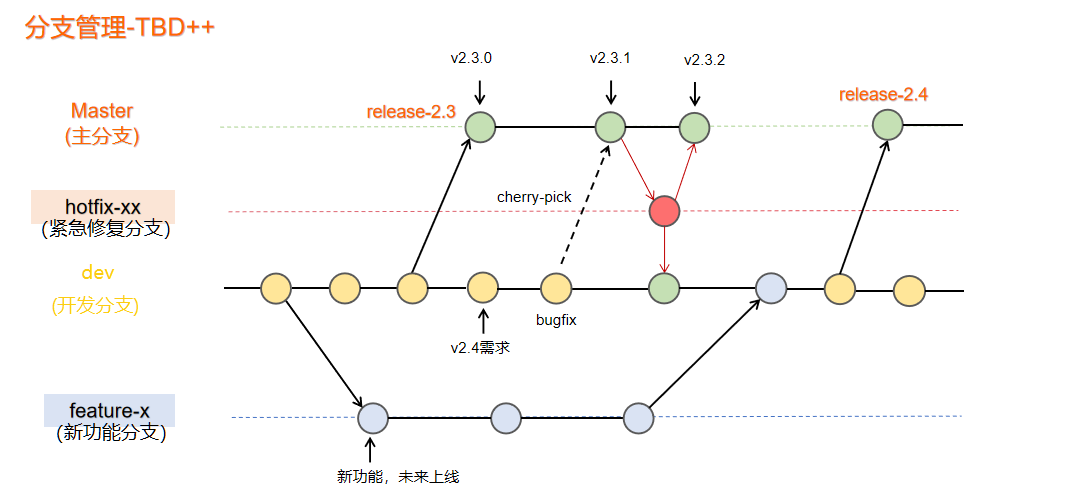 分支管理-TBD++
v2.3.0
v2.3.1
v2.3.2
release-2.3
release-2.4
Master
(主分支)
cherry-pick
hotfix-xx
(紧急修复分支)
dev
(开发分支)
bugfix
v2.4需求
feature-x
(新功能分支)
新功能，未来上线